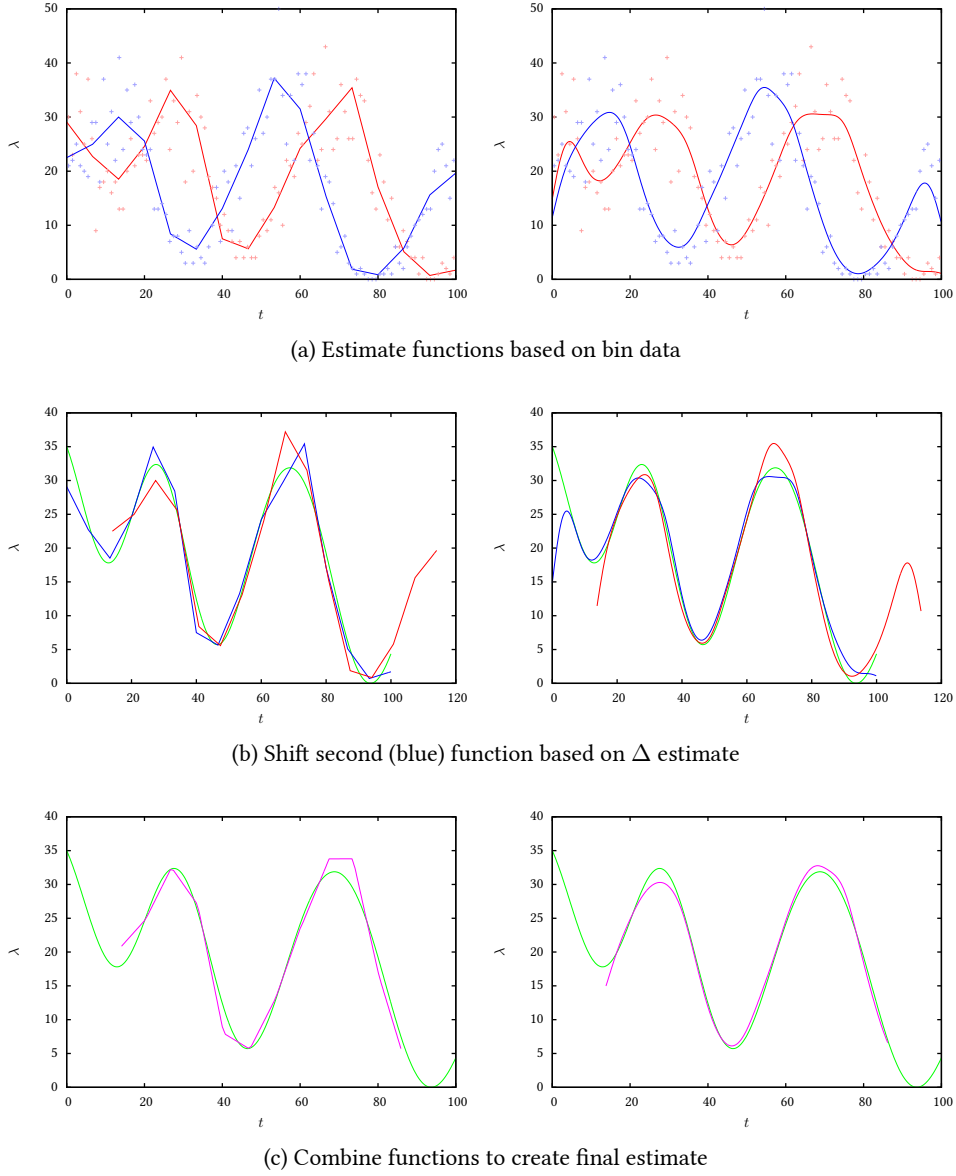 50
40
30
20
10
0
λ
0 20 40 60 80 100
t
50
40
30
20
10
0
λ
0 20 40 60 80 100
t
(a) Estimate functions based on bin data
40
35
30
25
20
15
10
5
0
λ
0 20 40 60 80 100 120
t
40
35
30
25
20
15
10
5
0
λ
0 20 40 60 80 100 120
t
(b) Shift second (blue) function based on Δ estimate
40
35
30
25
20
15
10
5
0
λ
0 20 40 60 80 100
t
40
35
30
25
20
15
10
5
0
λ
0 20 40 60 80 100
t
(c) Combine functions to create final estimate